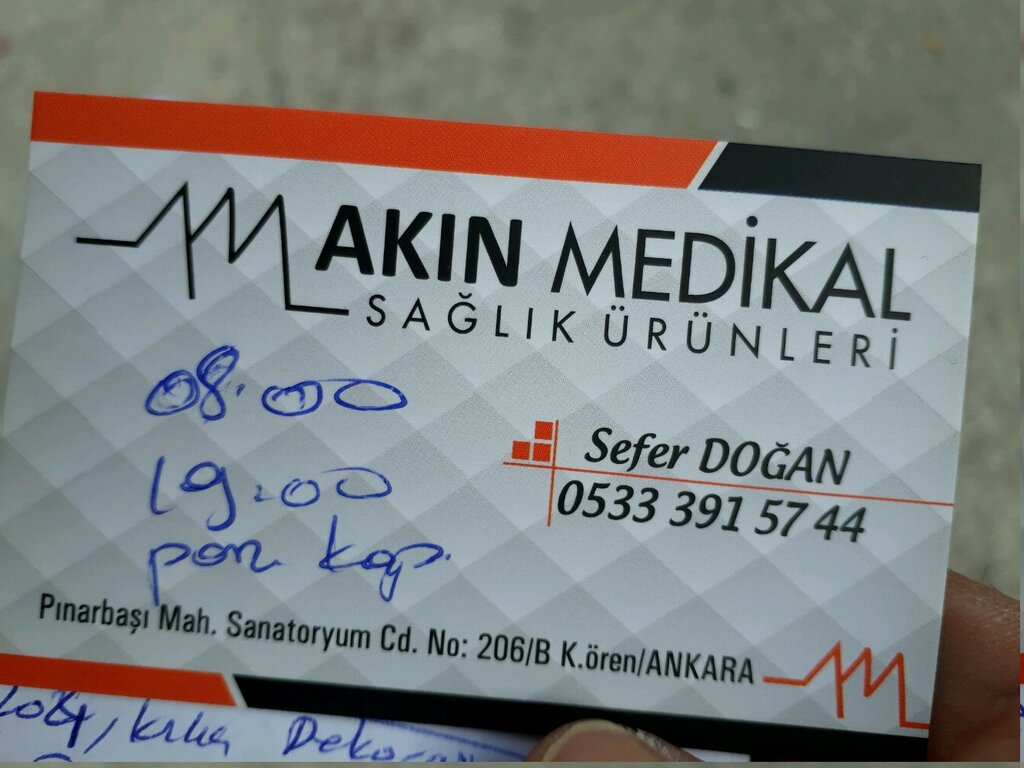 AKIN MEDİKAL
SAĞLIK ÜRÜNLERİ
08.00
19.00
paz. kap.
Sefer DOĞAN
0533 391 57 44
Pınarbaşı Mah. Sanatoryum Cd. No: 206/B K.ören/ANKARA